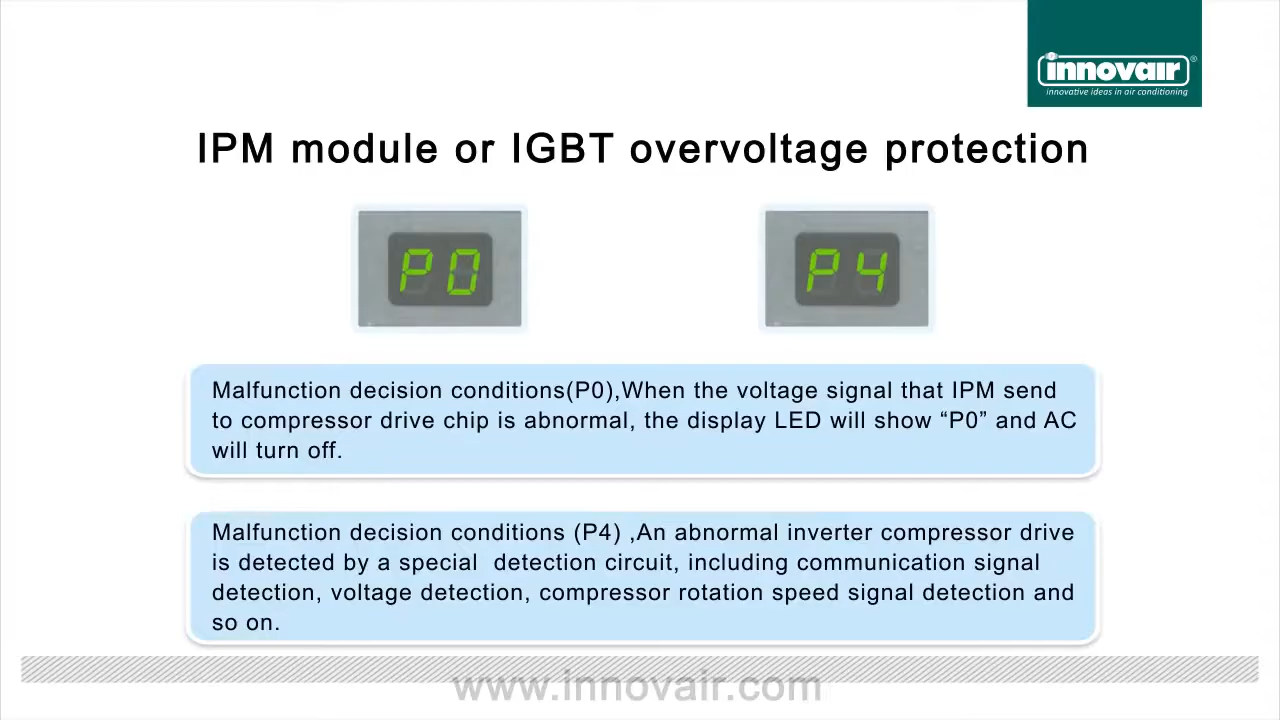 innovair®
innovative ideas in air conditioning
IPM module or IGBT overvoltage protection
P0 P4
Malfunction decision conditions(P0),When the voltage signal that IPM send
to compressor drive chip is abnormal, the display LED will show “P0” and AC
will turn off.
Malfunction decision conditions (P4) ,An abnormal inverter compressor drive
is detected by a special  detection circuit, including communication signal
detection, voltage detection, compressor rotation speed signal detection and
so on.
www.innovair.com